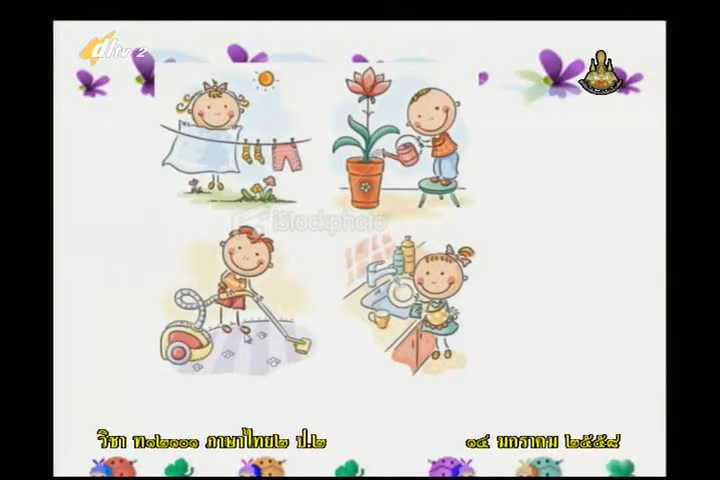 dltv 2
iStockphoto
วิชา ท๑๒๑๐๑ ภาษาไทย๒ ป.๒
๑๔ มกราคม ๒๕๕๘